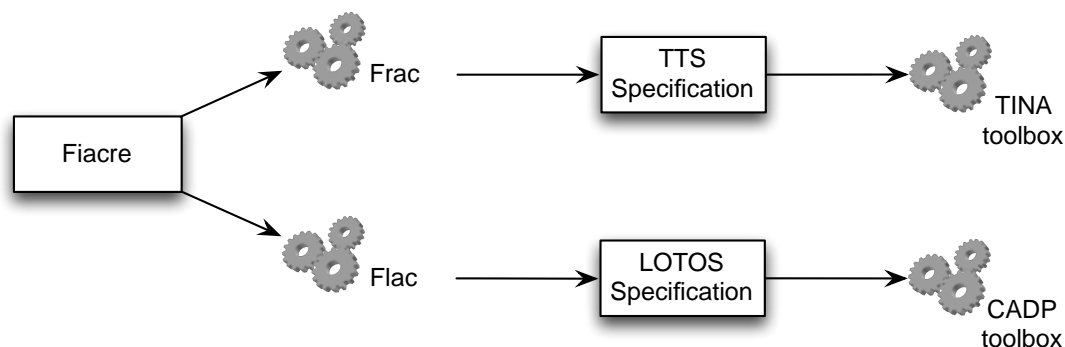 Fiacre
Frac
TTS
Specification
TINA
toolbox
Flac
LOTOS
Specification
CADP
toolbox